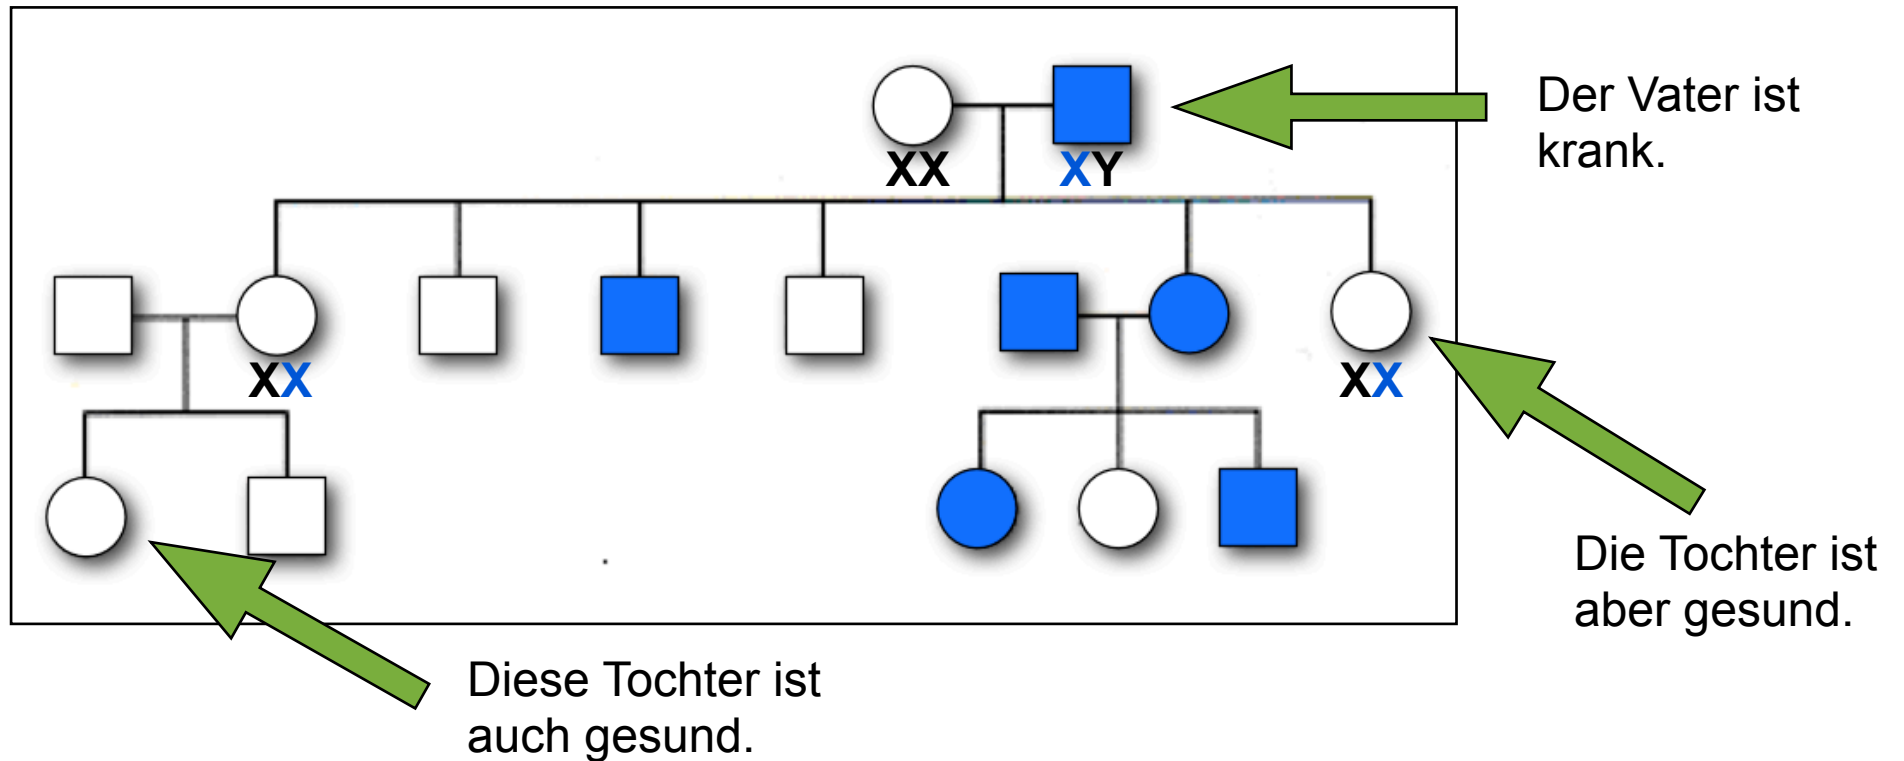 Der Vater ist
krank.
XX
XY
XX
XX
Die Tochter ist
aber gesund.
Diese Tochter ist
auch gesund.